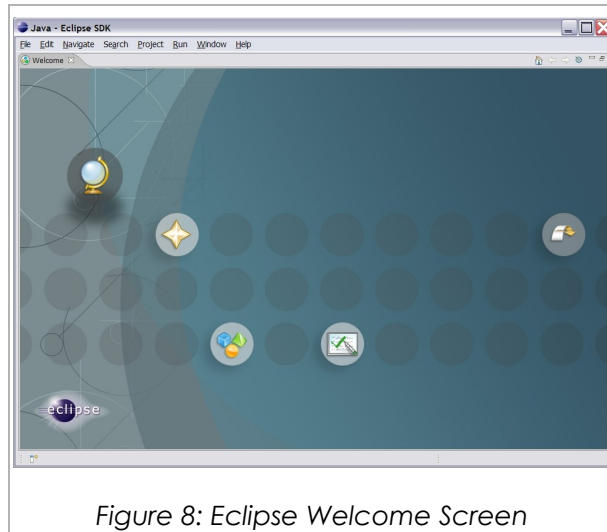 Java - Eclipse SDK
File Edit Navigate Search Project Run Window Help
Welcome
eclipse
Figure 8: Eclipse Welcome Screen